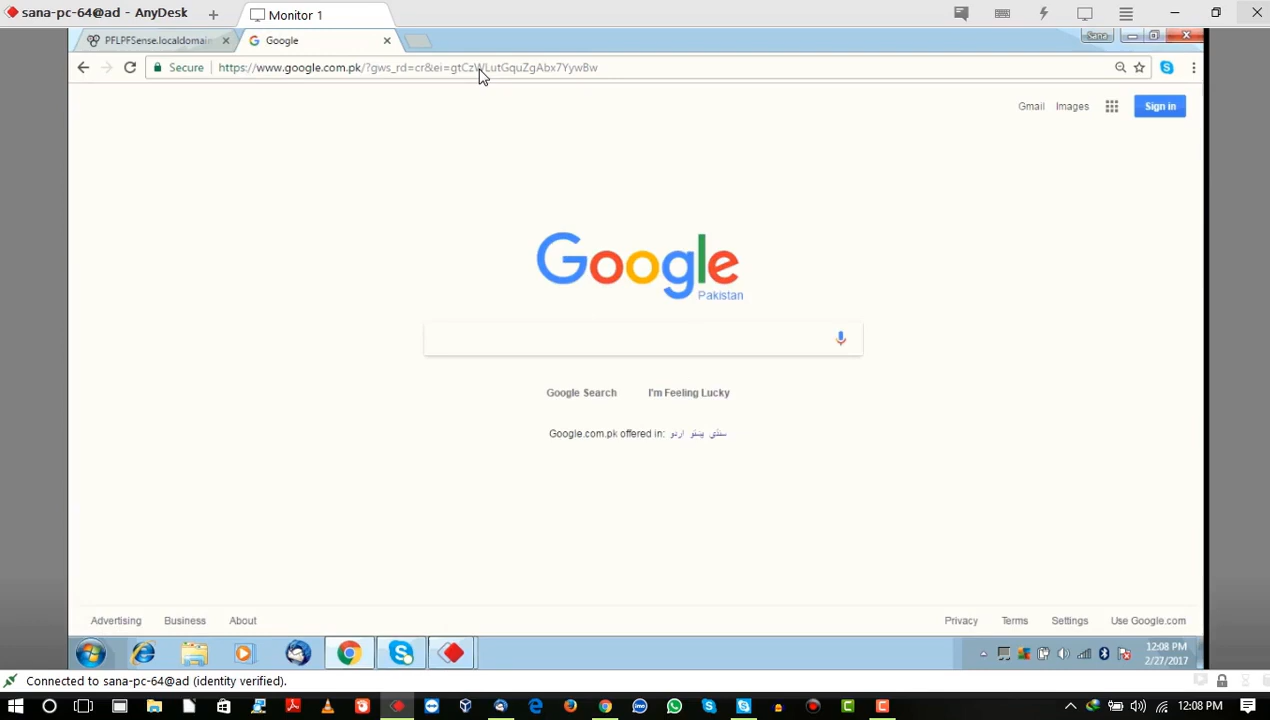 sana-pc-64@ad - AnyDesk
Monitor 1
PFLPFSense.localdomain
Google
Sana
Secure
https://www.google.com.pk/?gws_rd=cr&ei=gtCzWLutGquZgAbx7YywBw
Gmail Images Sign in
Google
Pakistan
Google Search I'm Feeling Lucky
Google.com.pk offered in: اردو پښتو سنڌي
Advertising Business About
Privacy Terms Settings Use Google.com
12:08 PM
2/27/2017
Connected to sana-pc-64@ad (identity verified).
12:08 PM